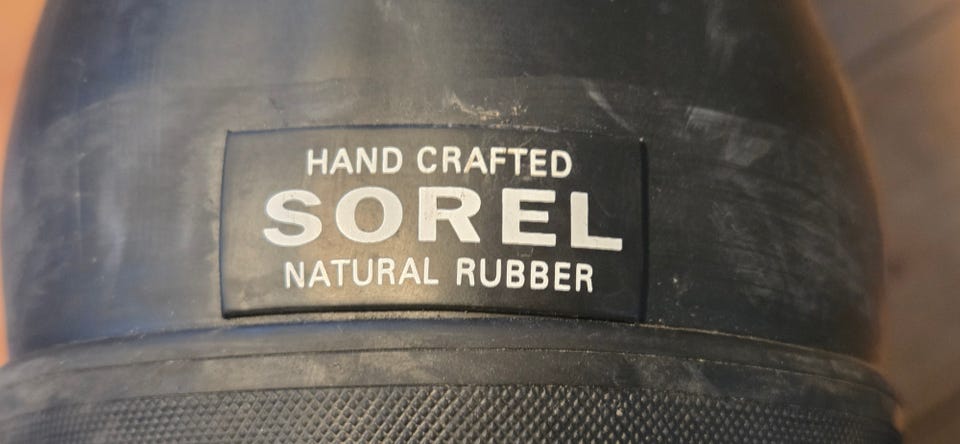 HAND CRAFTED
SOREL
NATURAL RUBBER